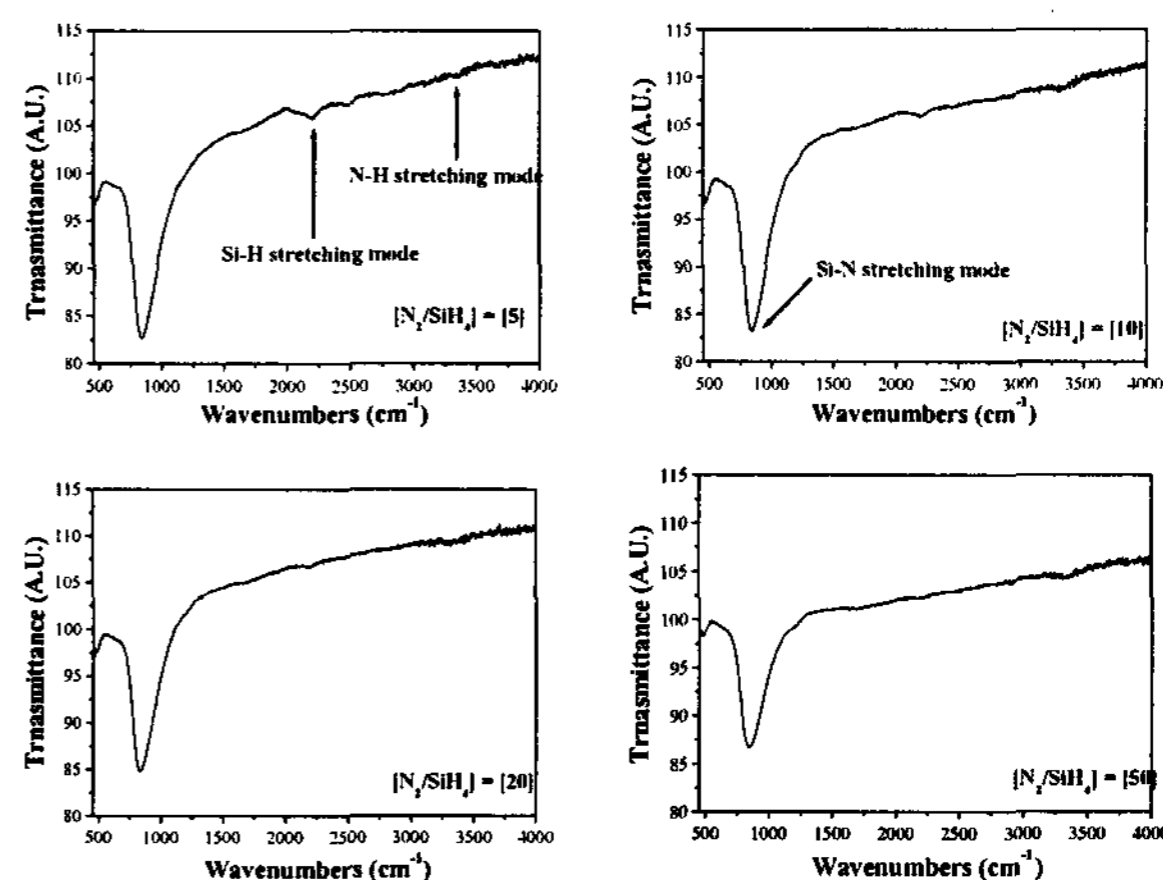 115
110
105
100
95
90
85
80
Trnasmittance (A.U.)
N-H stretching mode
Si-H stretching mode
[N₂/SiH₄] = [5]
500 1000 1500 2000 2500 3000 3500 4000
Wavenumbers (cm⁻¹)
115
110
105
100
95
90
85
80
Trnasmittance (A.U.)
Si-N stretching mode
[N₂/SiH₄] = [10]
500 1000 1500 2000 2500 3000 3500 4000
Wavenumbers (cm⁻¹)
115
110
105
100
95
90
85
80
Trnasmittance (A.U.)
[N₂/SiH₄] = [20]
500 1000 1500 2000 2500 3000 3500 4000
Wavenumbers (cm⁻¹)
115
110
105
100
95
90
85
80
Trnasmittance (A.U.)
[N₂/SiH₄] = [50]
500 1000 1500 2000 2500 3000 3500 4000
Wavenumbers (cm⁻¹)